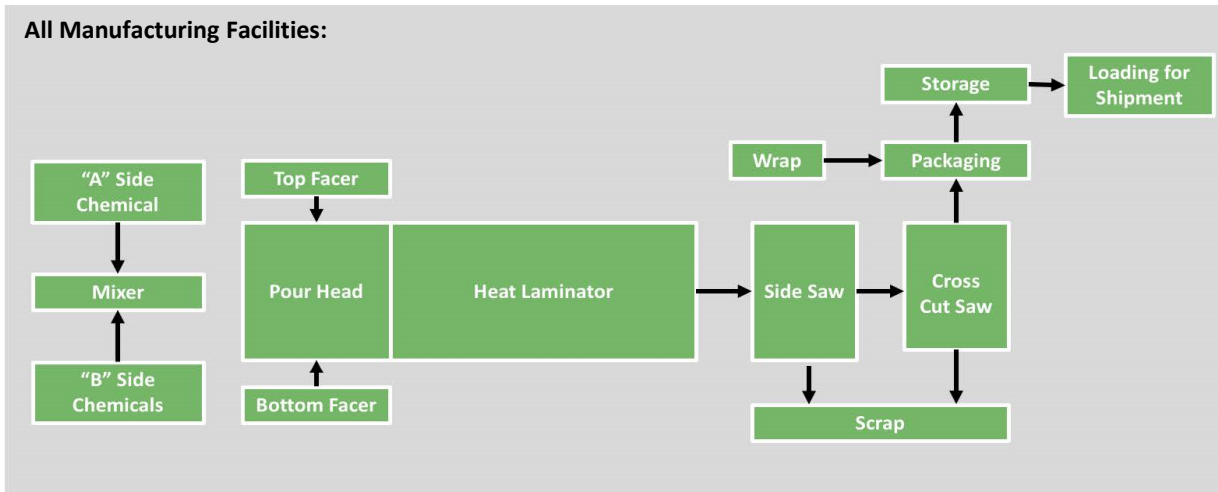 All Manufacturing Facilities:
Storage
Loading for
Shipment
Wrap
Packaging
“A” Side
Chemical
Top Facer
Mixer
Pour Head
Heat Laminator
Side Saw
Cross
Cut Saw
“B” Side
Chemicals
Bottom Facer
Scrap